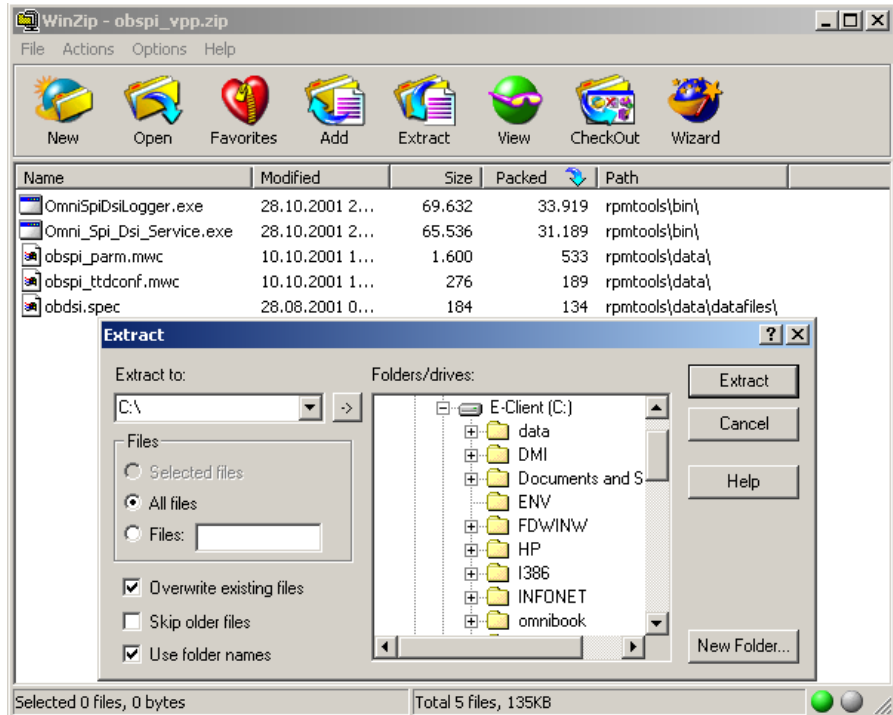 WinZip - obspi_vpp.zip
File Actions Options Help
New Open Favorites Add Extract View CheckOut Wizard
Name Modified Size Packed Path
OmniSpiDsiLogger.exe 28.10.2001 2... 69.632 33.919 rpmtools\bin\
Omni_Spi_Dsi_Service.exe 28.10.2001 2... 65.536 31.189 rpmtools\bin\
obspi_parm.mwc 10.10.2001 1... 1.600 533 rpmtools\data\
obspi_ttdconf.mwc 10.10.2001 1... 276 189 rpmtools\data\
obdsi.spec 28.08.2001 0... 184 134 rpmtools\data\datafiles\
Extract
Extract to:
C:\
->
Files
Selected files
All files
Files:
Overwrite existing files
Skip older files
Use folder names
Folders/drives:
E-Client (C:)
data
DMI
Documents and S
ENV
FDWINW
HP
I386
INFONET
omnibook
Extract
Cancel
Help
New Folder...
Selected 0 files, 0 bytes Total 5 files, 135KB